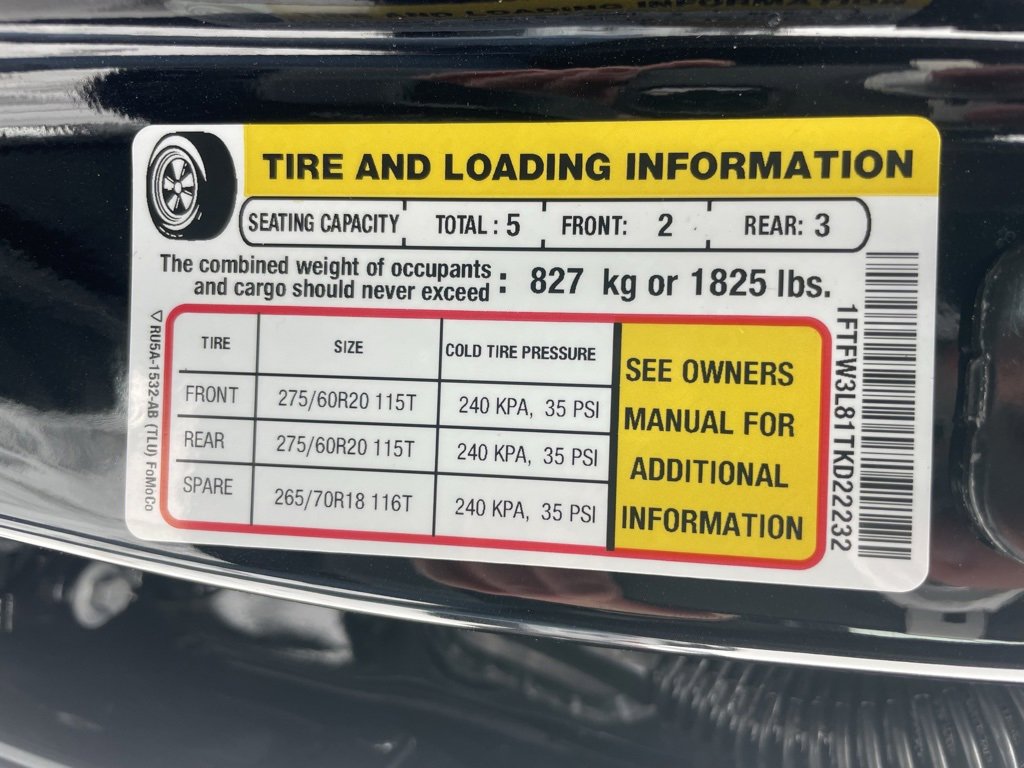 TIRE AND LOADING INFORMATION
SEATING CAPACITY TOTAL : 5 FRONT: 2 REAR: 3
The combined weight of occupants
and cargo should never exceed : 827 kg or 1825 lbs.
TIRE SIZE COLD TIRE PRESSURE
FRONT 275/60R20 115T 240 KPA, 35 PSI
REAR 275/60R20 115T 240 KPA, 35 PSI
SPARE 265/70R18 116T 240 KPA, 35 PSI
SEE OWNERS
MANUAL FOR
ADDITIONAL
INFORMATION
▽RU5A-1532-AB (TLU) FoMoCo
1FTFW3L81TKD22232